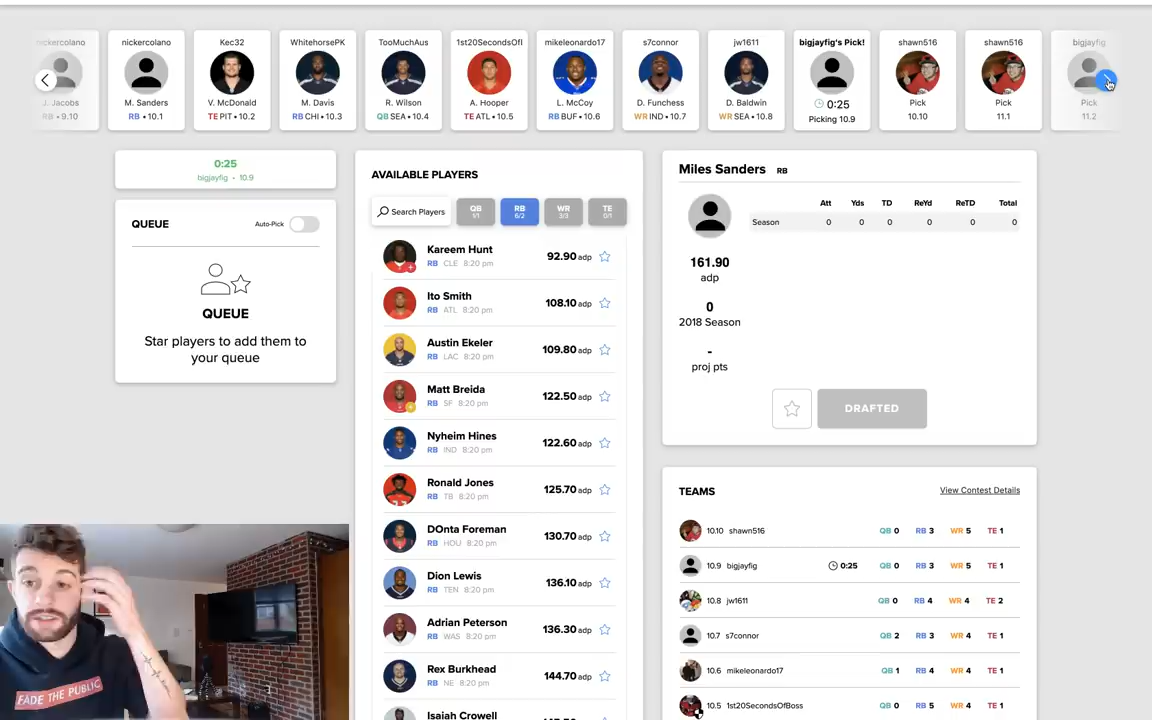 nickercolano
J. Jacobs
RB • 9.10
nickercolano
M. Sanders
RB • 10.1
Kec32
V. McDonald
TE PIT • 10.2
WhitehorsePK
M. Davis
RB CHI • 10.3
TooMuchAus
R. Wilson
QB SEA • 10.4
1st20SecondsOfl
A. Hooper
TE ATL • 10.5
mikeleonardo17
L. McCoy
RB BUF • 10.6
s7connor
D. Funchess
WR IND • 10.7
jw1611
D. Baldwin
WR SEA • 10.8
bigjayfig's Pick!
0:25
Picking 10.9
shawn516
Pick
10.10
shawn516
Pick
11.1
bigjayfig
Pick
11.2
0:25
bigjayfig • 10.9
QUEUE
Auto-Pick
QUEUE
Star players to add them to
your queue
AVAILABLE PLAYERS
Search Players
QB
1/1
RB
6/2
WR
3/3
TE
0/1
Kareem Hunt
RB CLE 8:20 pm
92.90 adp
Ito Smith
RB ATL 8:20 pm
108.10 adp
Austin Ekeler
RB LAC 8:20 pm
109.80 adp
Matt Breida
RB SF 8:20 pm
122.50 adp
Nyheim Hines
RB IND 8:20 pm
122.60 adp
Ronald Jones
RB TB 8:20 pm
125.70 adp
DOnta Foreman
RB HOU 8:20 pm
130.70 adp
Dion Lewis
RB TEN 8:20 pm
136.10 adp
Adrian Peterson
RB WAS 8:20 pm
136.30 adp
Rex Burkhead
RB NE 8:20 pm
144.70 adp
Isaiah Crowell
Miles Sanders RB
Att Yds TD ReYd ReTD Total
Season 0 0 0 0 0 0
161.90
adp
0
2018 Season
-
proj pts
DRAFTED
TEAMS
View Contest Details
10.10 shawn516 QB 0 RB 3 WR 5 TE 1
10.9 bigjayfig 0:25 QB 0 RB 3 WR 5 TE 1
10.8 jw1611 QB 0 RB 4 WR 4 TE 2
10.7 s7connor QB 2 RB 3 WR 4 TE 1
10.6 mikeleonardo17 QB 1 RB 4 WR 4 TE 1
10.5 1st20SecondsOfBoss QB 0 RB 5 WR 4 TE 1
FADE THE PUBLIC